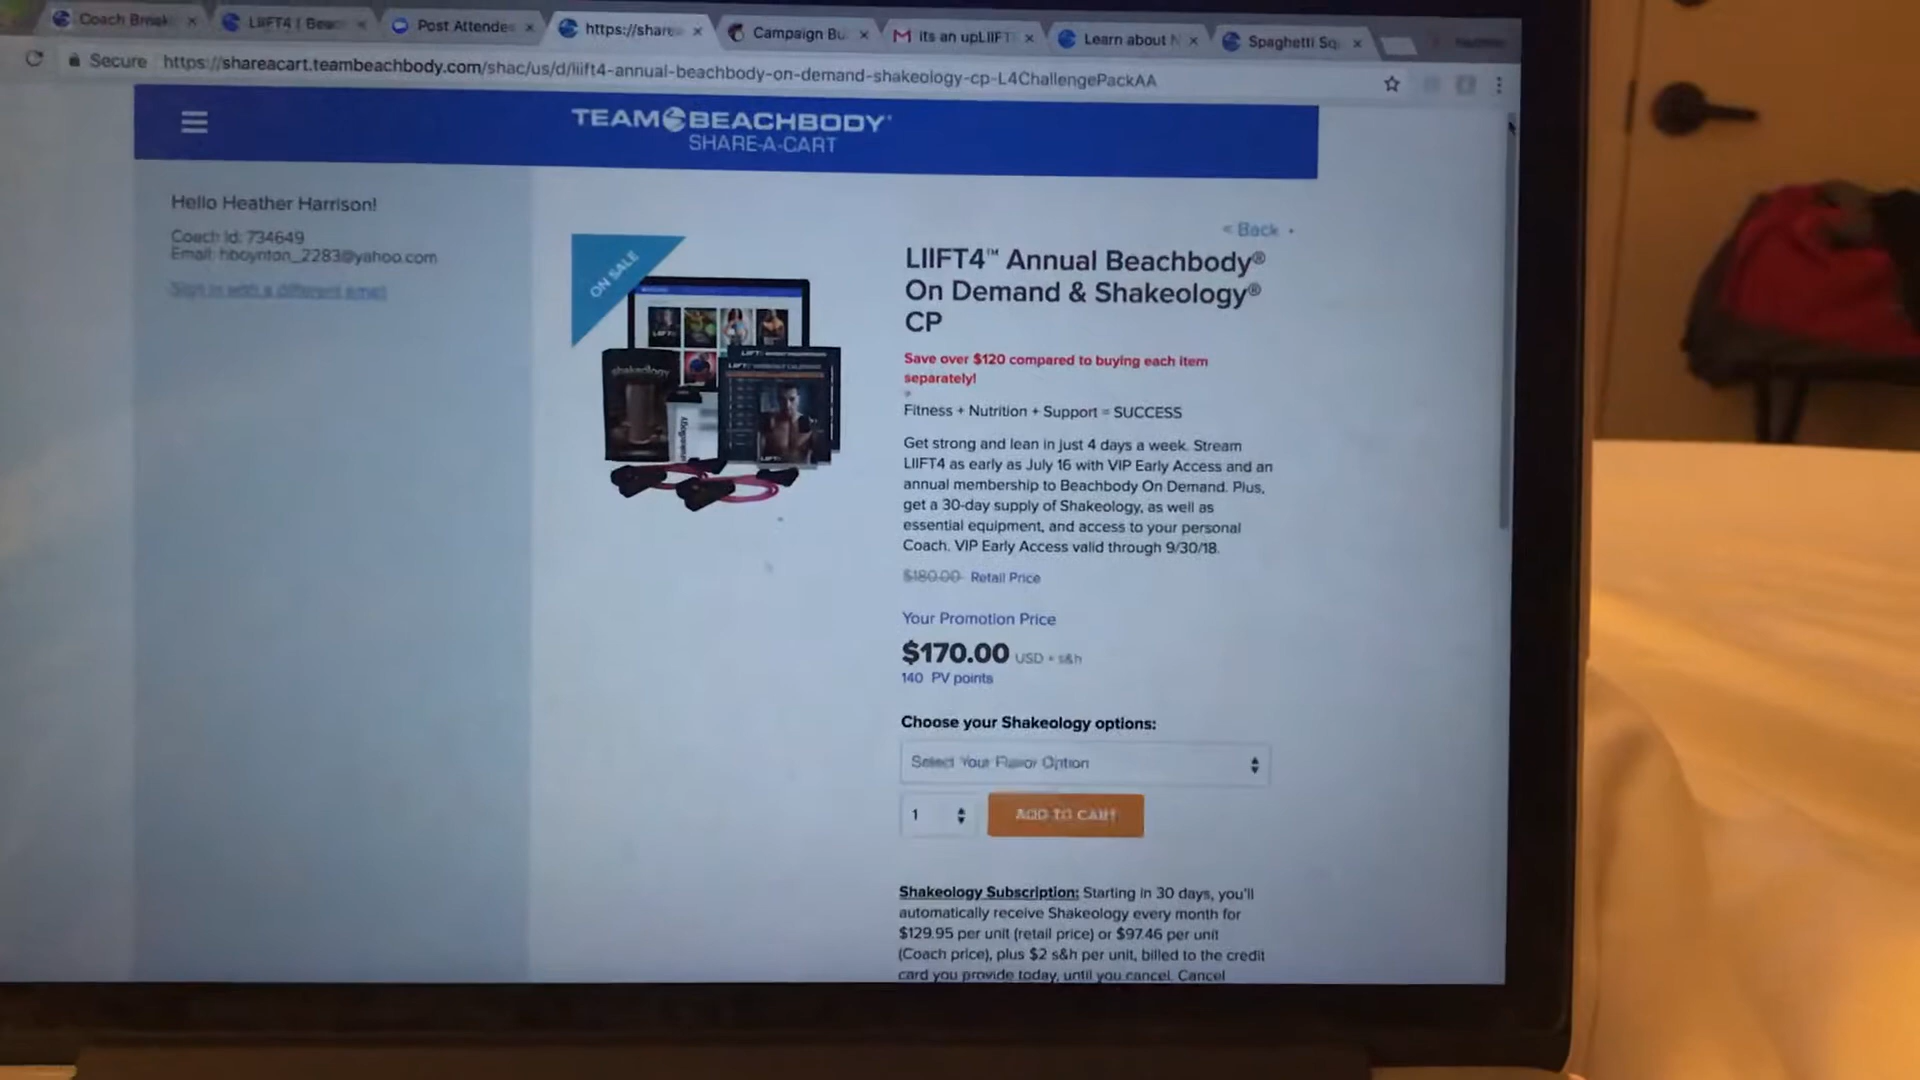 Coach Break
LIIFT4 | Beac
Post Attendee
https://share
Campaign Bu
its an upLIIFT
Learn about N
Spaghetti Sq
Secure https://shareacart.teambeachbody.com/shac/us/d/liift4-annual-beachbody-on-demand-shakeology-cp-L4ChallengePackAA
TEAM BEACHBODY
SHARE-A-CART
Hello Heather Harrison!
Coach Id: 734649
Email: hboynton_2283@yahoo.com
Sign in with a different email
< Back
ON SALE
LIIFT4™ Annual Beachbody®
On Demand & Shakeology®
CP
Save over $120 compared to buying each item
separately!
Fitness + Nutrition + Support = SUCCESS
Get strong and lean in just 4 days a week. Stream
LIIFT4 as early as July 16 with VIP Early Access and an
annual membership to Beachbody On Demand. Plus,
get a 30-day supply of Shakeology, as well as
essential equipment, and access to your personal
Coach. VIP Early Access valid through 9/30/18.
$180.00 Retail Price
Your Promotion Price
$170.00 USD + s&h
140 PV points
Choose your Shakeology options:
Select Your Flavor Option
1
ADD TO CART
Shakeology Subscription: Starting in 30 days, you'll
automatically receive Shakeology every month for
$129.95 per unit (retail price) or $97.46 per unit
(Coach price), plus $2 s&h per unit, billed to the credit
card you provide today, until you cancel. Cancel
shakeology
shakeology